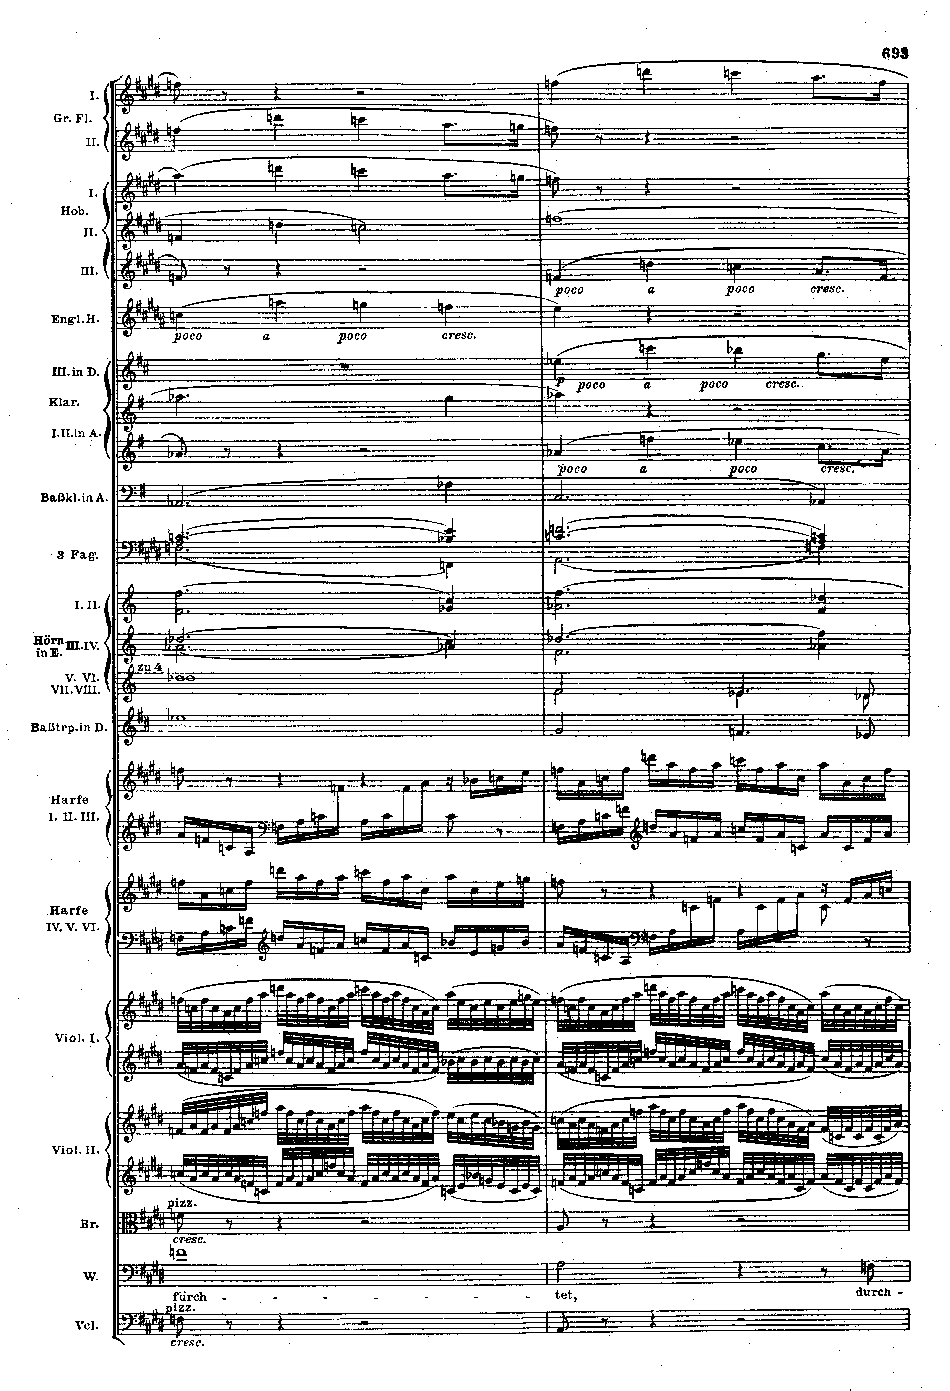 693
I.
Gr. Fl.
II.
I.
Hob.
II.
III.
poco a poco cresc.
Engl. H.
poco a poco cresc.
III. in D.
p poco a poco cresc.
Klar.
I. II. in A.
poco a poco cresc.
Baßkl. in A.
3 Fag.
I. II.
Hörn. in E. III. IV.
zu 4
V. VI.
VII. VIII.
Baßtrp. in D.
Harfe
I. II. III.
Harfe
IV. V. VI.
Viol. I.
Viol. II.
pizz.
Br.
cresc.
W.
fürch - - - - - - - tet, durch -
pizz.
Vcl.
cresc.